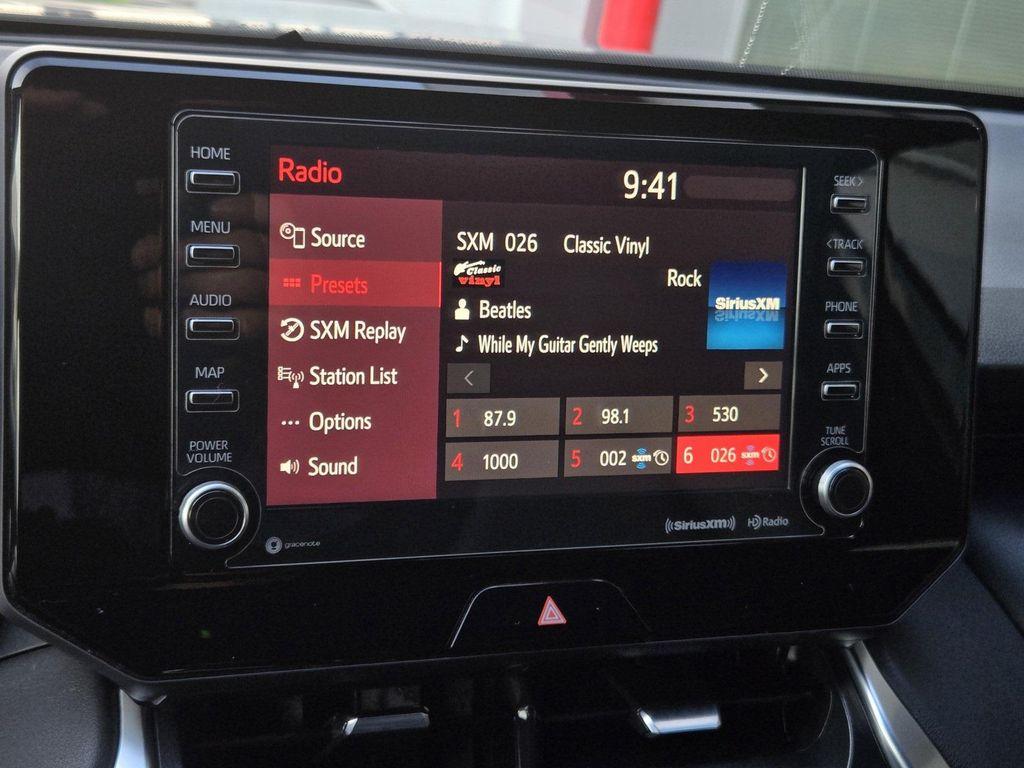 HOME
MENU
AUDIO
MAP
POWER
VOLUME
Radio
9:41
Source
Presets
SXM Replay
Station List
Options
Sound
SXM 026 Classic Vinyl
Classic
vinyl
Rock
SiriusXM
Beatles
While My Guitar Gently Weeps
< >
1 87.9 2 98.1 3 530
4 1000 5 002 sxm 6 026 sxm
SEEK >
< TRACK
PHONE
APPS
TUNE
SCROLL
gracenote
((SiriusXM)) HD Radio